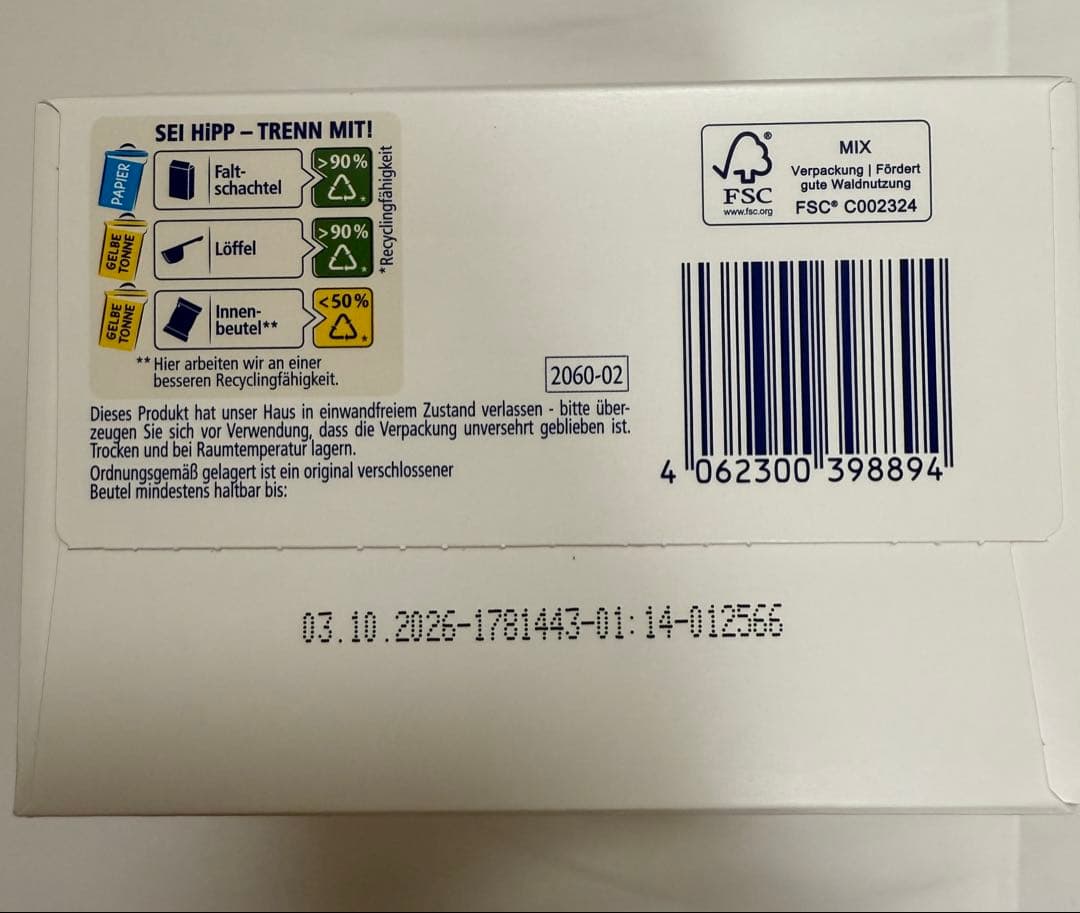 SEI HiPP – TRENN MIT!
PAPIER
Falt-
schachtel
>90%
*
GELBE
TONNE
Löffel
>90%
*
GELBE
TONNE
Innen-
beutel**
<50%
*
*Recyclingfähigkeit
** Hier arbeiten wir an einer
besseren Recyclingfähigkeit.
MIX
Verpackung | Fördert
gute Waldnutzung
FSC® C002324
®
FSC
www.fsc.org
2060-02
Dieses Produkt hat unser Haus in einwandfreiem Zustand verlassen - bitte über-
zeugen Sie sich vor Verwendung, dass die Verpackung unversehrt geblieben ist.
Trocken und bei Raumtemperatur lagern.
Ordnungsgemäß gelagert ist ein original verschlossener
Beutel mindestens haltbar bis:
4 062300 398894
03.10.2026-1781443-01:14-012566